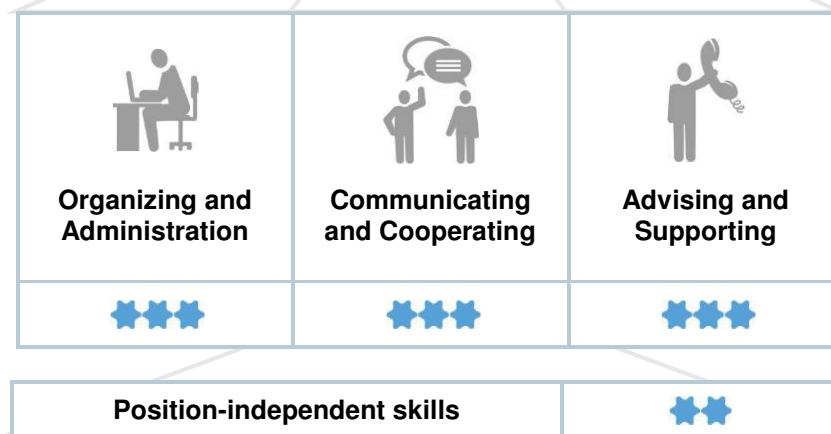 Organizing and
Administration
Communicating
and Cooperating
Advising and
Supporting
Position-independent skills